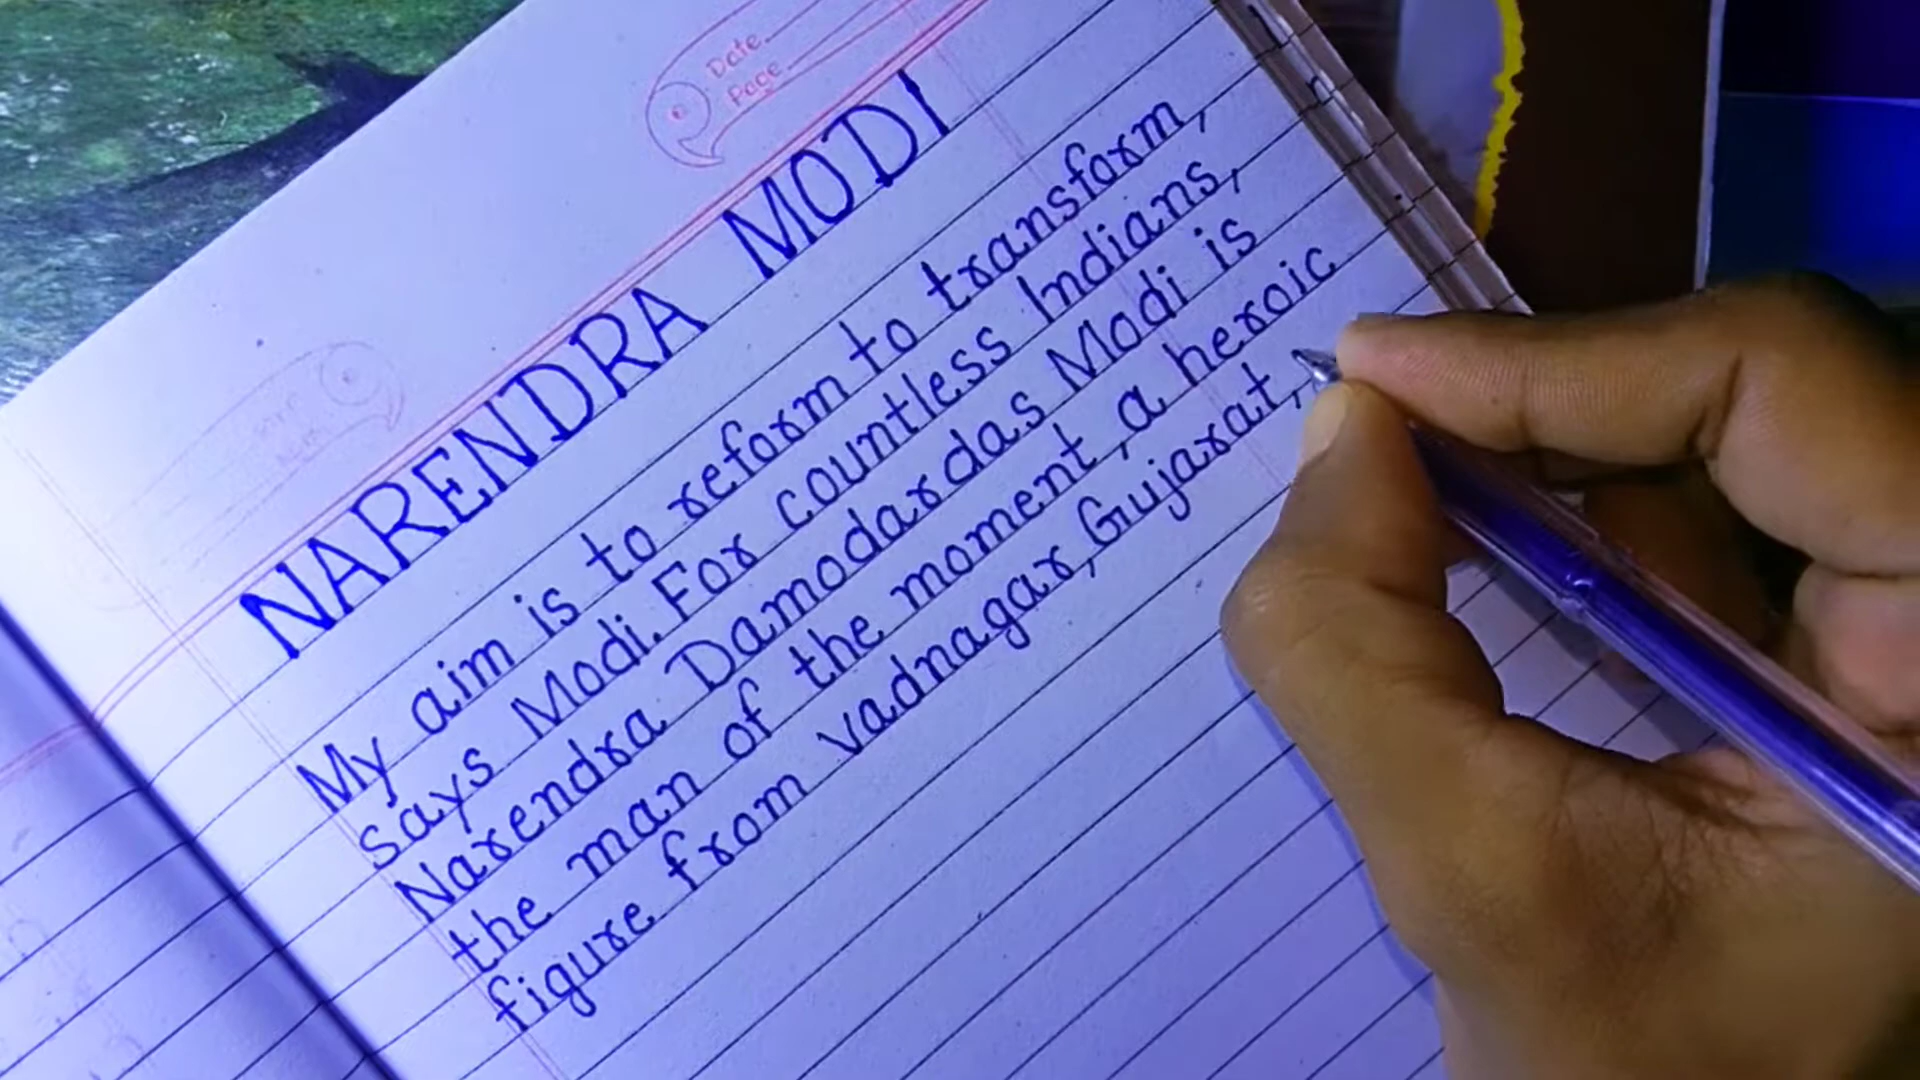 Date
Page
NARENDRA MODI
My aim is to reform to transform,
says Modi. For countless Indians,
Narendra Damodardas Modi is
the man of the moment, a heroic
figure from vadnagar, Gujarat,